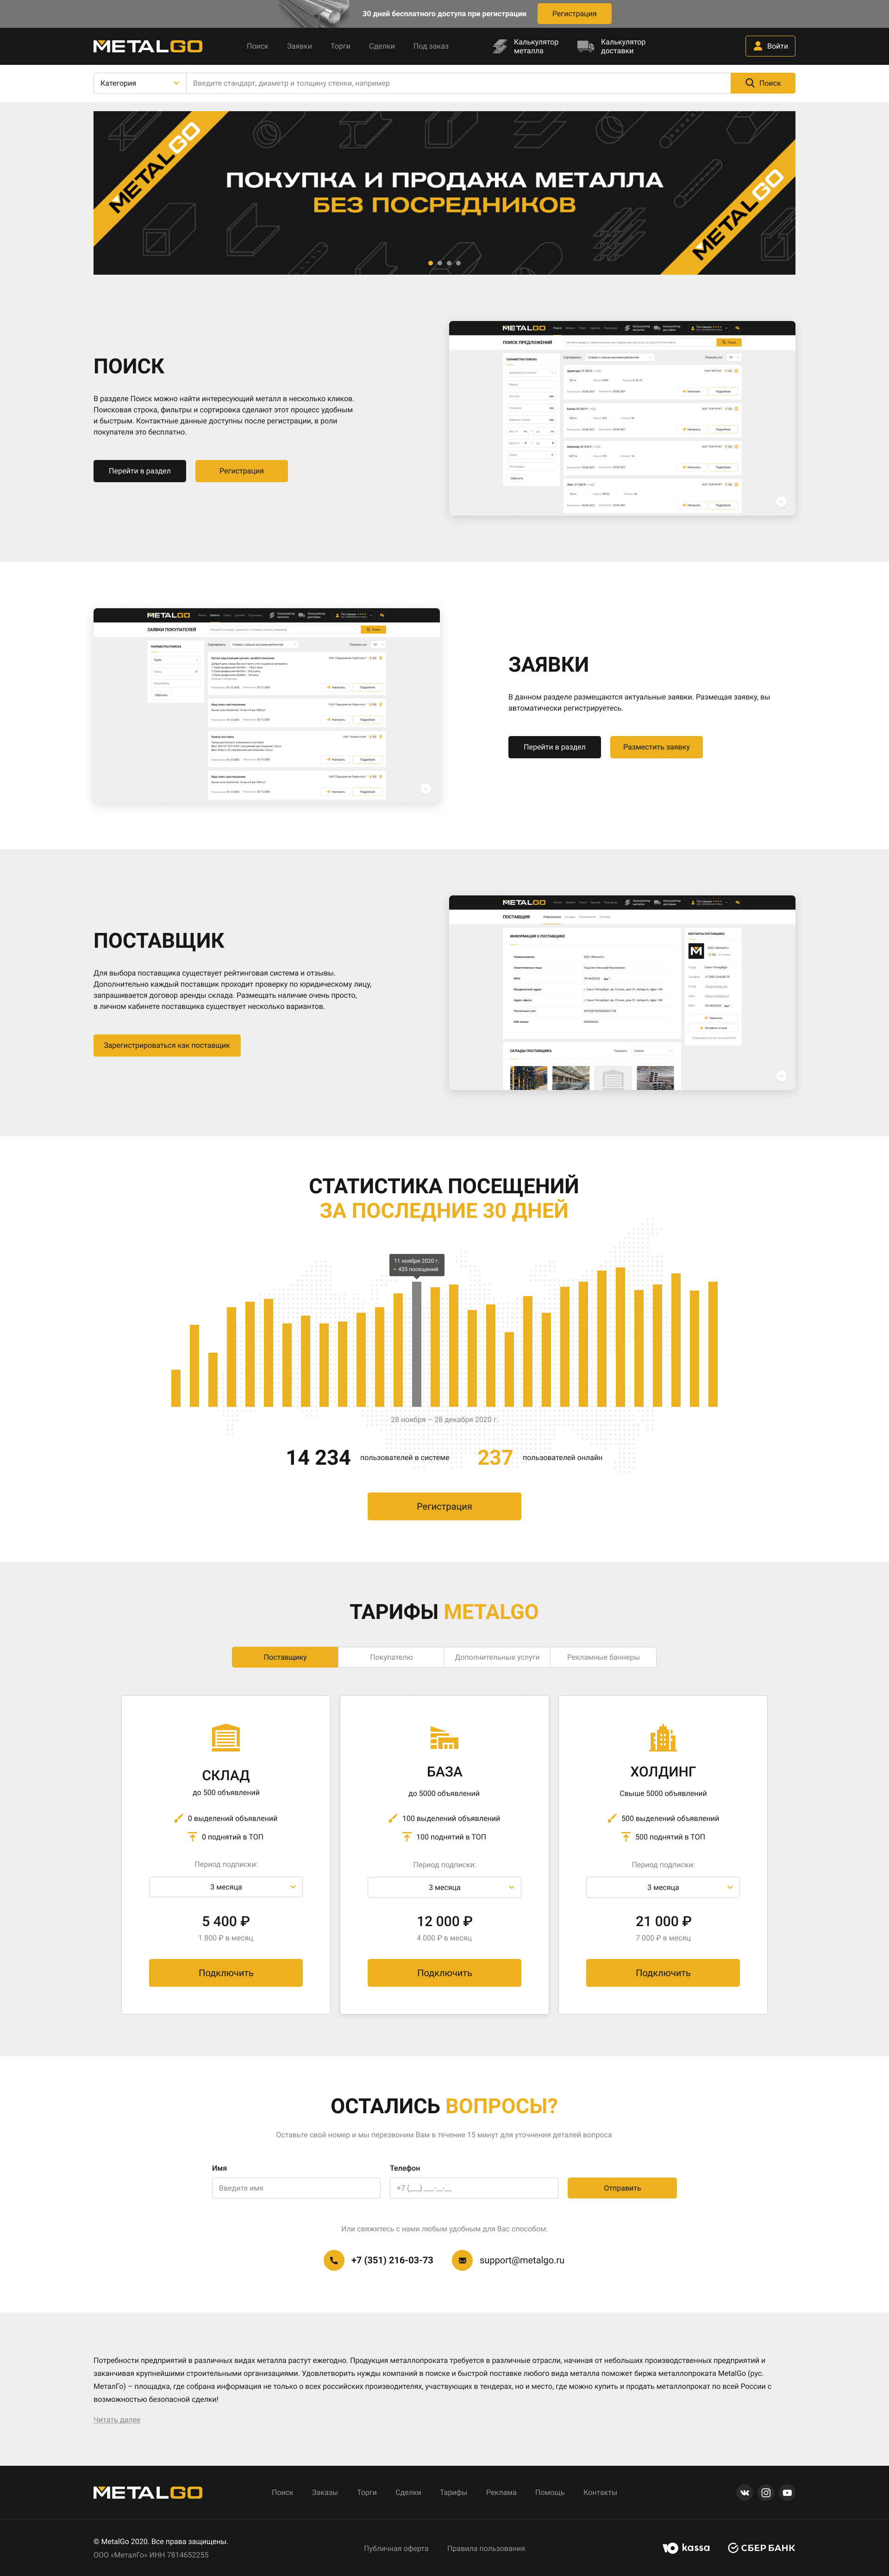 30 дней бесплатного доступа при регистрации
Регистрация
METALGO
Поиск
Заявки
Торги
Сделки
Под заказ
Калькулятор
металла
Калькулятор
доставки
Войти
Категория
Введите стандарт, диаметр и толщину стенки, например
Поиск
METALGO
ПОКУПКА И ПРОДАЖА МЕТАЛЛА
БЕЗ ПОСРЕДНИКОВ
METALGO
ПОИСК
В разделе Поиск можно найти интересующий металл в несколько кликов.
Поисковая строка, фильтры и сортировка сделают этот процесс удобным
и быстрым. Контактные данные доступны после регистрации, в роли
покупателя это бесплатно.
Перейти в раздел
Регистрация
METALGO
ПОИСК ПРЕДЛОЖЕНИЙ
METALGO
ЗАЯВКИ ПОКУПАТЕЛЕЙ
ЗАЯВКИ
В данном разделе размещаются актуальные заявки. Размещая заявку, вы
автоматически регистрируетесь.
Перейти в раздел
Разместить заявку
ПОСТАВЩИК
Для выбора поставщика существует рейтинговая система и отзывы.
Дополнительно каждый поставщик проходит проверку по юридическому лицу,
запрашивается договор аренды склада. Размещать наличие очень просто,
в личном кабинете поставщика существует несколько вариантов.
Зарегистрироваться как поставщик
METALGO
ПОСТАВЩИК
ИНФОРМАЦИЯ О ПОСТАВЩИКЕ
КОНТАКТЫ ПОСТАВЩИКА
СКЛАДЫ ПОСТАВЩИКА
СТАТИСТИКА ПОСЕЩЕНИЙ
ЗА ПОСЛЕДНИЕ 30 ДНЕЙ
11 ноября 2020 г.
• 435 посещений
28 ноября – 28 декабря 2020 г.
14 234 пользователей в системе
237 пользователей онлайн
Регистрация
ТАРИФЫ METALGO
Поставщику
Покупателю
Дополнительные услуги
Рекламные баннеры
СКЛАД
до 500 объявлений
0 выделений объявлений
0 поднятий в ТОП
Период подписки:
3 месяца
5 400 ₽
1 800 ₽ в месяц
Подключить
БАЗА
до 5000 объявлений
100 выделений объявлений
100 поднятий в ТОП
Период подписки:
3 месяца
12 000 ₽
4 000 ₽ в месяц
Подключить
ХОЛДИНГ
Свыше 5000 объявлений
500 выделений объявлений
500 поднятий в ТОП
Период подписки:
3 месяца
21 000 ₽
7 000 ₽ в месяц
Подключить
ОСТАЛИСЬ ВОПРОСЫ?
Оставьте свой номер и мы перезвоним Вам в течение 15 минут для уточнения деталей вопроса
Имя
Введите имя
Телефон
+7 (___) ___-__-__
Отправить
Или свяжитесь с нами любым удобным для Вас способом:
+7 (351) 216-03-73
support@metalgo.ru
Потребности предприятий в различных видах металла растут ежегодно. Продукция металлопроката требуется в различные отрасли, начиная от небольших производственных предприятий и
заканчивая крупнейшими строительными организациями. Удовлетворить нужды компаний в поиске и быстрой поставке любого вида металла поможет биржа металлопроката MetalGo (рус.
МеталГо) – площадка, где собрана информация не только о всех российских производителях, участвующих в тендерах, но и место, где можно купить и продать металлопрокат по всей России с
возможностью безопасной сделки!
Читать далее
METALGO
Поиск
Заказы
Торги
Сделки
Тарифы
Реклама
Помощь
Контакты
© MetalGo 2020. Все права защищены.
ООО «МеталГо» ИНН 7814652255
Публичная оферта
Правила пользования
Ю kassa
СБЕР БАНК